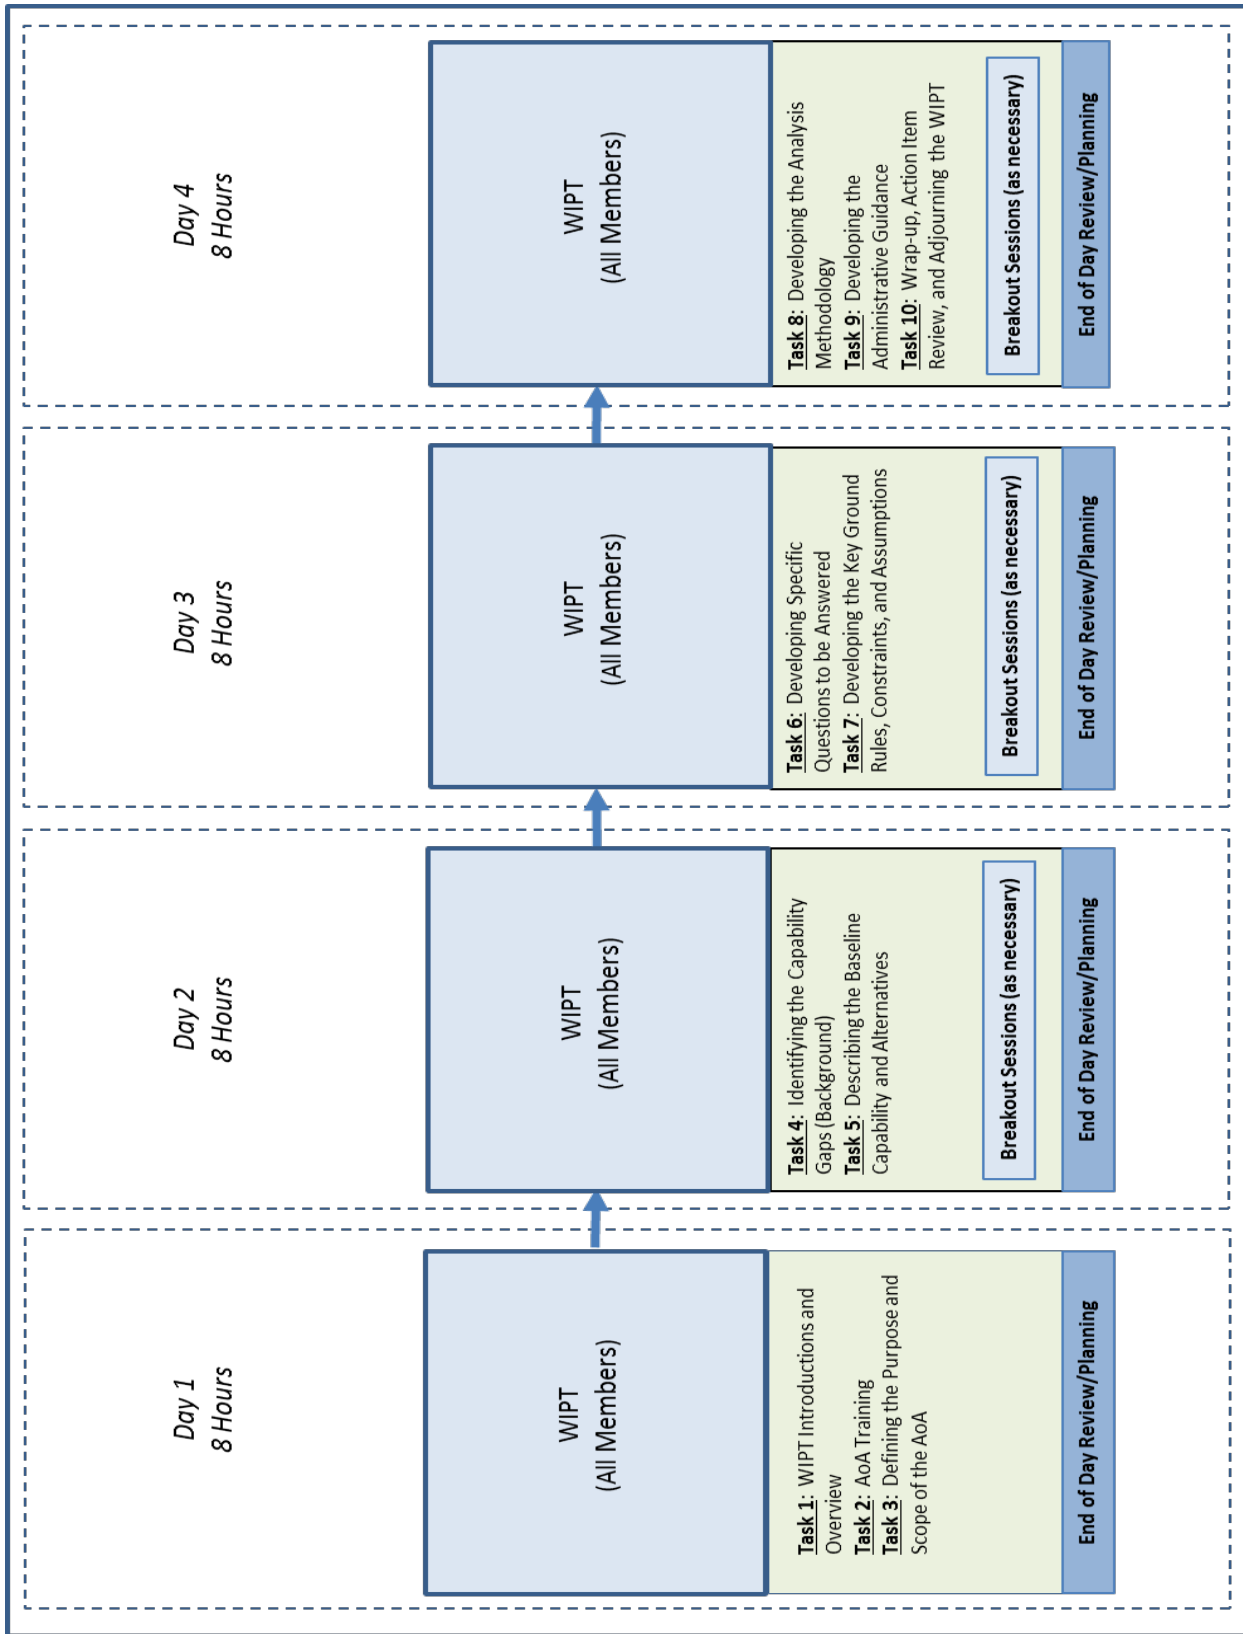 Day 1
8 Hours
WIPT
(All Members)
Task 1: WIPT Introductions and
Overview
Task 2: AoA Training
Task 3: Defining the Purpose and
Scope of the AoA
End of Day Review/Planning
Day 2
8 Hours
WIPT
(All Members)
Task 4: Identifying the Capability
Gaps (Background)
Task 5: Describing the Baseline
Capability and Alternatives
Breakout Sessions (as necessary)
End of Day Review/Planning
Day 3
8 Hours
WIPT
(All Members)
Task 6: Developing Specific
Questions to be Answered
Task 7: Developing the Key Ground
Rules, Constraints, and Assumptions
Breakout Sessions (as necessary)
End of Day Review/Planning
Day 4
8 Hours
WIPT
(All Members)
Task 8: Developing the Analysis
Methodology
Task 9: Developing the
Administrative Guidance
Task 10: Wrap-up, Action Item
Review, and Adjourning the WIPT
Breakout Sessions (as necessary)
End of Day Review/Planning